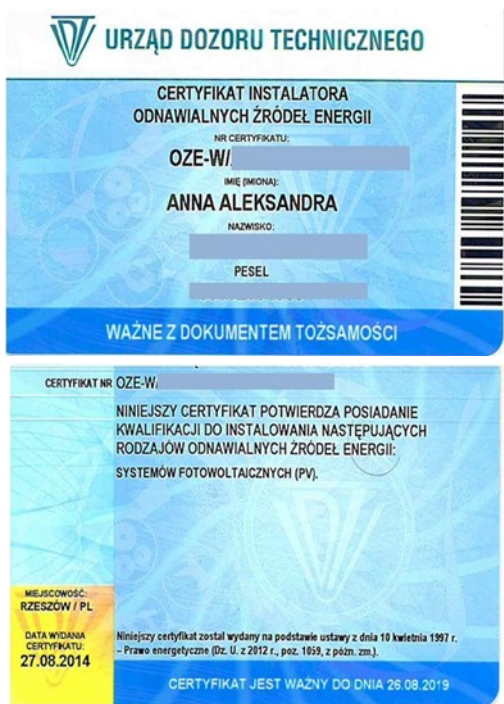 URZĄD DOZORU TECHNICZNEGO
CERTYFIKAT INSTALATORA
ODNAWIALNYCH ŹRÓDEŁ ENERGII
NR CERTYFIKATU:
OZE-W/
IMIĘ (IMIONA):
ANNA ALEKSANDRA
NAZWISKO:
PESEL
WAŻNE Z DOKUMENTEM TOŻSAMOŚCI
CERTYFIKAT NR OZE-W/
NINIEJSZY CERTYFIKAT POTWIERDZA POSIADANIE
KWALIFIKACJI DO INSTALOWANIA NASTĘPUJĄCYCH
RODZAJÓW ODNAWIALNYCH ŹRÓDEŁ ENERGII:
SYSTEMÓW FOTOWOLTAICZNYCH (PV).
MIEJSCOWOŚĆ:
RZESZÓW / PL
DATA WYDANIA
CERTYFIKATU:
27.08.2014
Niniejszy certyfikat został wydany na podstawie ustawy z dnia 10 kwietnia 1997 r.
– Prawo energetyczne (Dz. U. z 2012 r., poz. 1059, z późn. zm.).
CERTYFIKAT JEST WAŻNY DO DNIA 26.08.2019